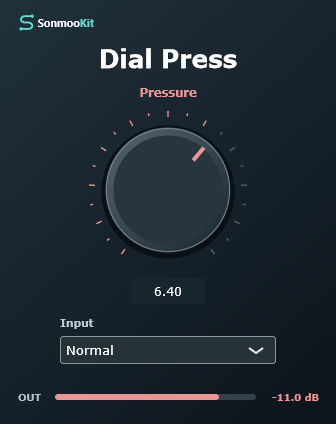 SonmooKit
Dial Press
Pressure
6.40
Input
Normal
OUT -11.0 dB